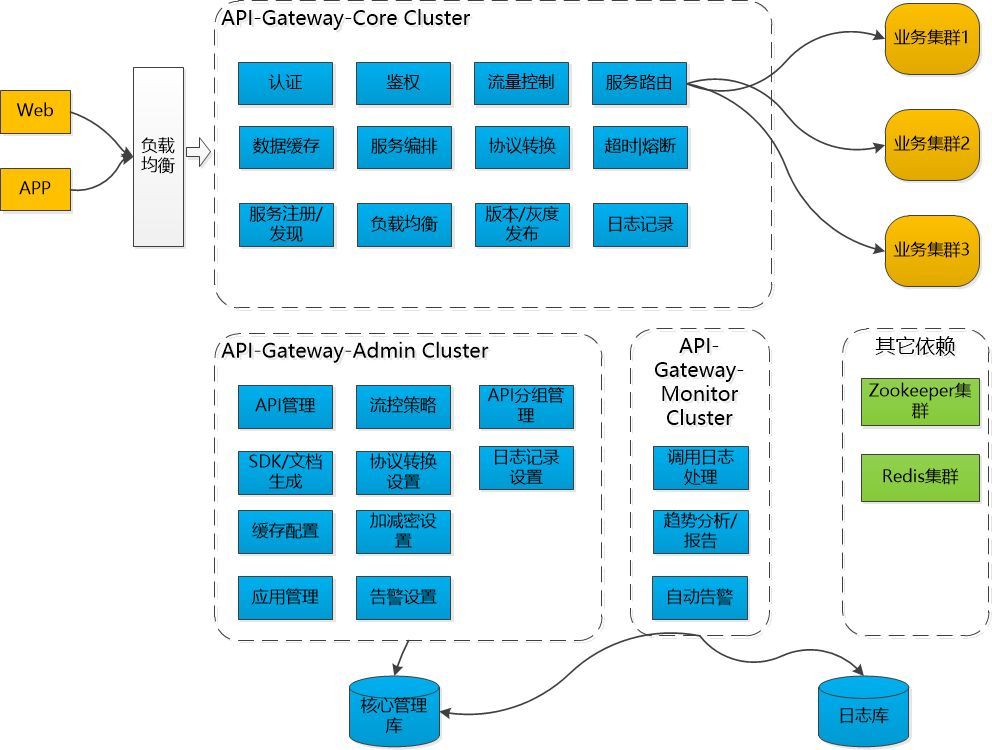 API-Gateway-Core Cluster
Web
APP
负载
均衡
认证
鉴权
流量控制
服务路由
数据缓存
服务编排
协议转换
超时|熔断
服务注册/
发现
负载均衡
版本/灰度
发布
日志记录
业务集群1
业务集群2
业务集群3
API-Gateway-Admin Cluster
API管理
流控策略
API分组管
理
SDK/文档
生成
协议转换
设置
日志记录
设置
缓存配置
加减密设
置
应用管理
告警设置
API-
Gateway-
Monitor
Cluster
调用日志
处理
趋势分析/
报告
自动告警
其它依赖
Zookeeper集
群
Redis集群
核心管理
库
日志库